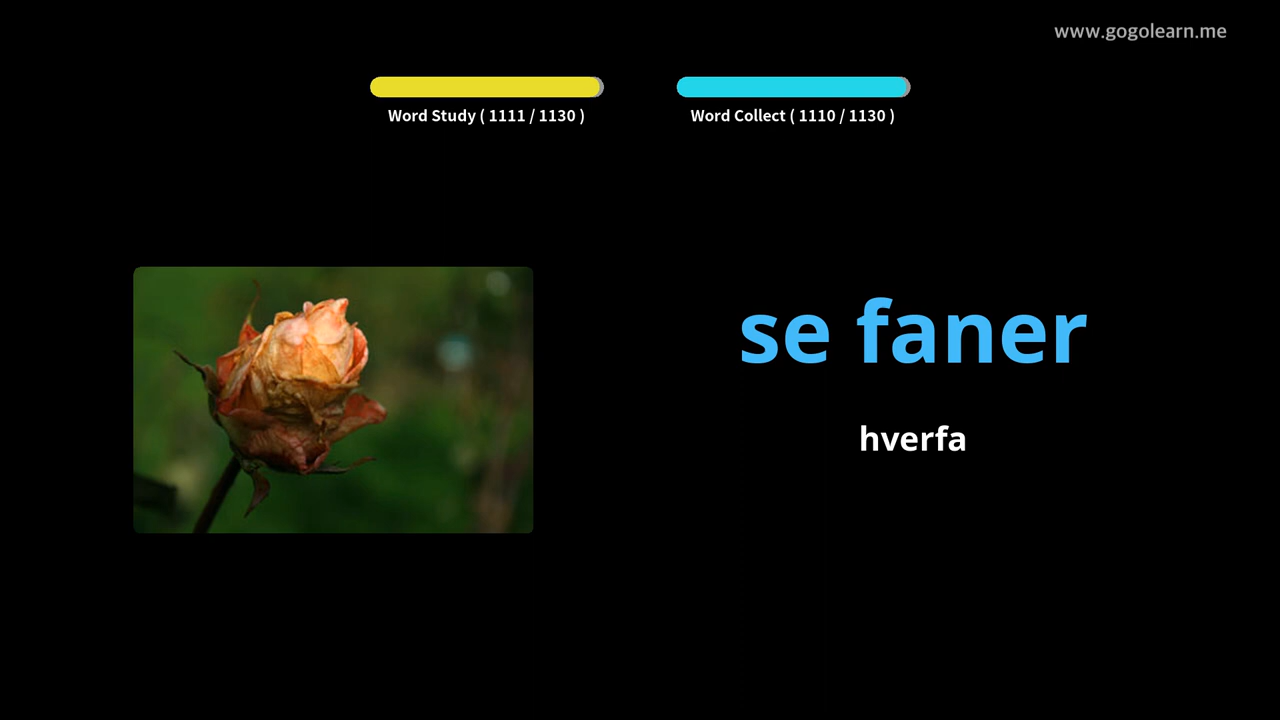 www.gogolearn.me
Word Study ( 1111 / 1130 )
Word Collect ( 1110 / 1130 )
se faner
hverfa